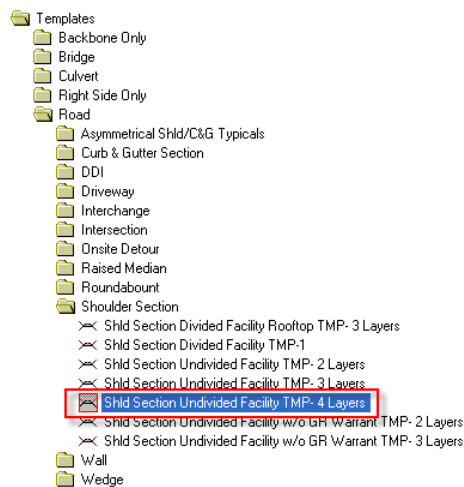 Templates
Backbone Only
Bridge
Culvert
Right Side Only
Road
Asymmetrical Shld/C&G Typicals
Curb & Gutter Section
DDI
Driveway
Interchange
Intersection
Onsite Detour
Raised Median
Roundabount
Shoulder Section
Shld Section Divided Facility Rooftop TMP- 3 Layers
Shld Section Divided Facility TMP-1
Shld Section Undivided Facility TMP- 2 Layers
Shld Section Undivided Facility TMP- 3 Layers
Shld Section Undivided Facility TMP- 4 Layers
Shld Section Undivided Facility w/o GR Warrant TMP- 2 Layers
Shld Section Undivided Facility w/o GR Warrant TMP- 3 Layers
Wall
Wedge